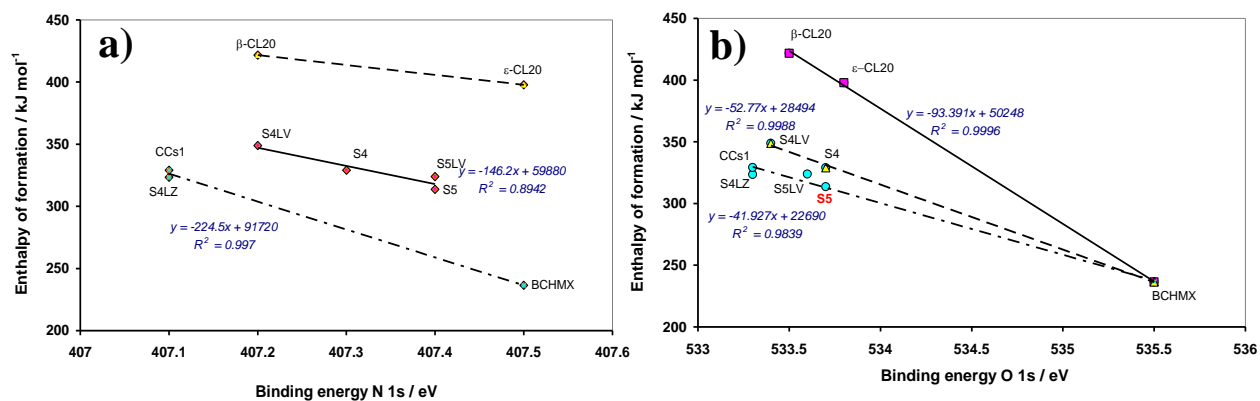 a)
Enthalpy of formation / kJ mol⁻¹
450
400
350
300
250
200
β-CL20
ε-CL20
S4LV
CCs1
S4
S5LV
y = -146.2x + 59880
R² = 0.8942
S4LZ
S5
y = -224.5x + 91720
R² = 0.997
BCHMX
407 407.1 407.2 407.3 407.4 407.5 407.6
Binding energy N 1s / eV
b)
Enthalpy of formation / kJ mol⁻¹
450
400
350
300
250
200
β-CL20
ε−CL20
y = -52.77x + 28494
R² = 0.9988
y = -93.391x + 50248
R² = 0.9996
S4LV
CCs1
S4
S4LZ
S5LV
S5
y = -41.927x + 22690
R² = 0.9839
BCHMX
533 533.5 534 534.5 535 535.5 536
Binding energy O 1s / eV